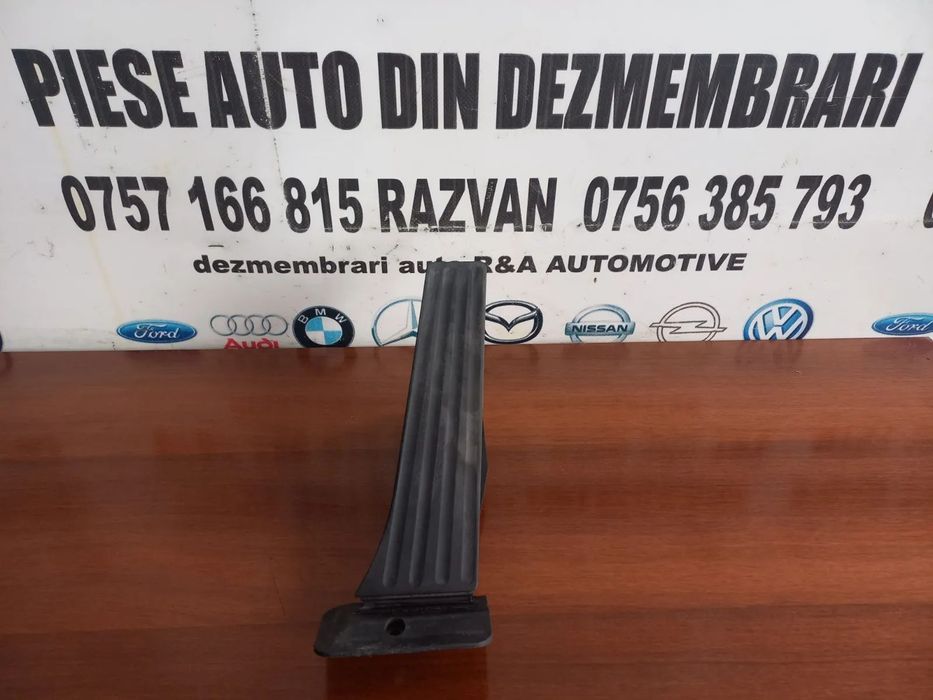 PIESE AUTO DIN DEZMEMBRARI
0757 166 815 RAZVAN 0756 385 793
dezmembrari auto R&A AUTOMOTIVE
Ford Audi BMW NISSAN Ford